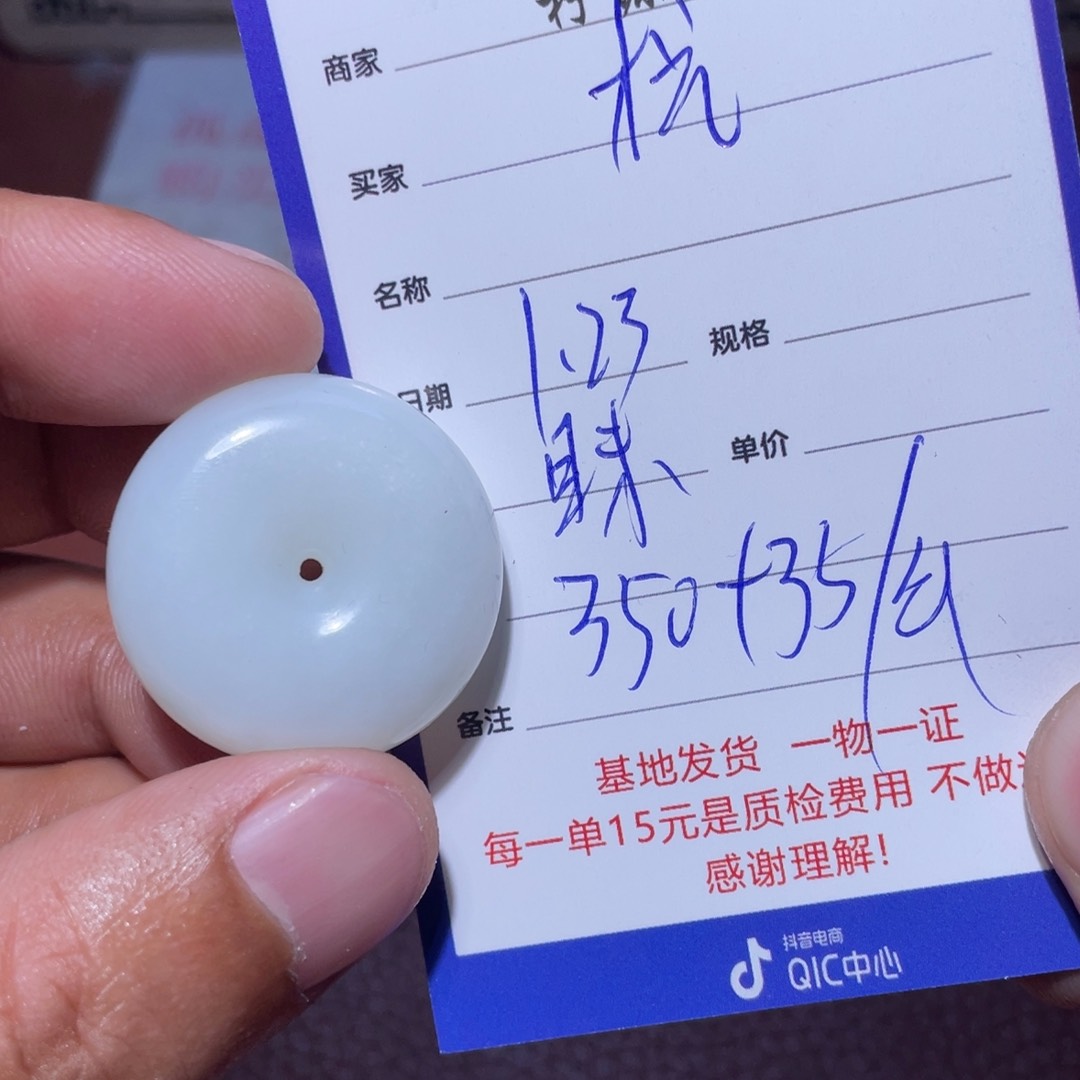 商家
买家
名称
日期 1.23 规格
单价
350+35/
备注
基地发货 一物一证
每一单15元是质检费用 不做
感谢理解!
抖音电商
QIC中心